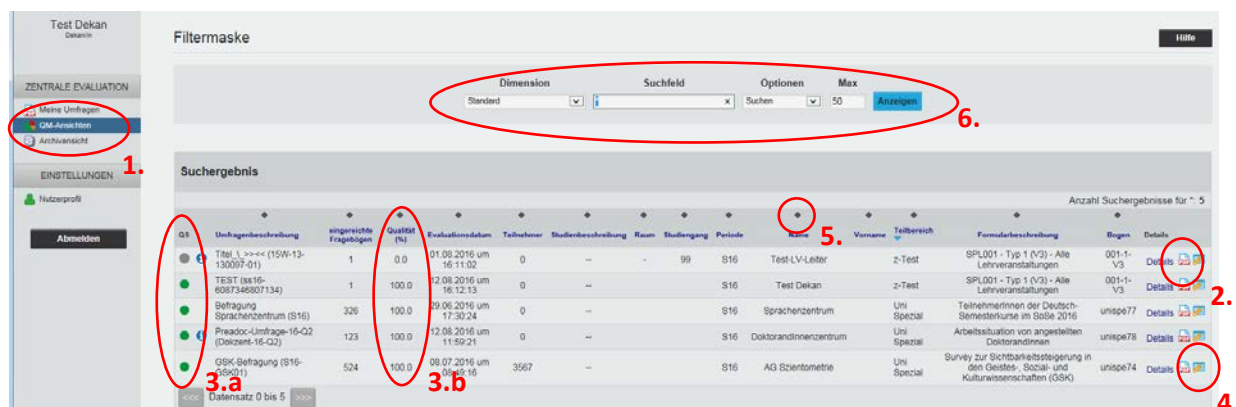 Test Dekan
Dekan/in
Filtermaske
Hilfe
ZENTRALE EVALUATION
Meine Umfragen
QM-Ansichten
Archivansicht
1.
EINSTELLUNGEN
Nutzerprofil
Abmelden
Dimension Suchfeld Optionen Max
Standard x Suchen 50 Anzeigen
6.
Suchergebnis
Anzahl Suchergebnisse für *: 5
5.
QS Umfragenbeschreibung eingereichte Fragebögen Qualität (%) Evaluationsdatum Teilnehmer Studienbeschreibung Raum Studiengang Periode Name Vorname Teilbereich Formularbeschreibung Bogen Details
Titel_\_>><< (15W-13-
130097-01) 1 0.0 01.08.2016 um
16:11:02 0 -- - 99 S16 Test-LV-Leiter z-Test SPL001 - Typ 1 (V3) - Alle
Lehrveranstaltungen 001-1-
V3 Details
2.
TEST (ss16-
6087346807134) 1 100.0 12.08.2016 um
16:12:13 0 -- S16 Test Dekan z-Test SPL001 - Typ 1 (V3) - Alle
Lehrveranstaltungen 001-1-
V3 Details
Befragung
Sprachenzentrum (S16) 326 100.0 29.06.2016 um
17:30:24 0 -- S16 Sprachenzentrum Uni
Spezial TeilnehmerInnen der Deutsch-
Semesterkurse im SoSe 2016 unispe77 Details
Preadoc-Umfrage-16-Q2
(Dokzent-16-Q2) 123 100.0 12.08.2016 um
11:59:21 0 -- S16 DoktorandInnenzentrum Uni
Spezial Arbeitssituation von angestellten
DoktorandInnen unispe78 Details
GSK-Befragung (S16-
GSK01) 524 100.0 08.07.2016 um
08:49:16 3567 -- S16 AG Szientometrie Uni
Spezial Survey zur Sichtbarkeitssteigerung in
den Geistes-, Sozial- und
Kulturwissenschaften (GSK) unispe74 Details
3.a 3.b 4
<<< Datensatz 0 bis 5 >>>